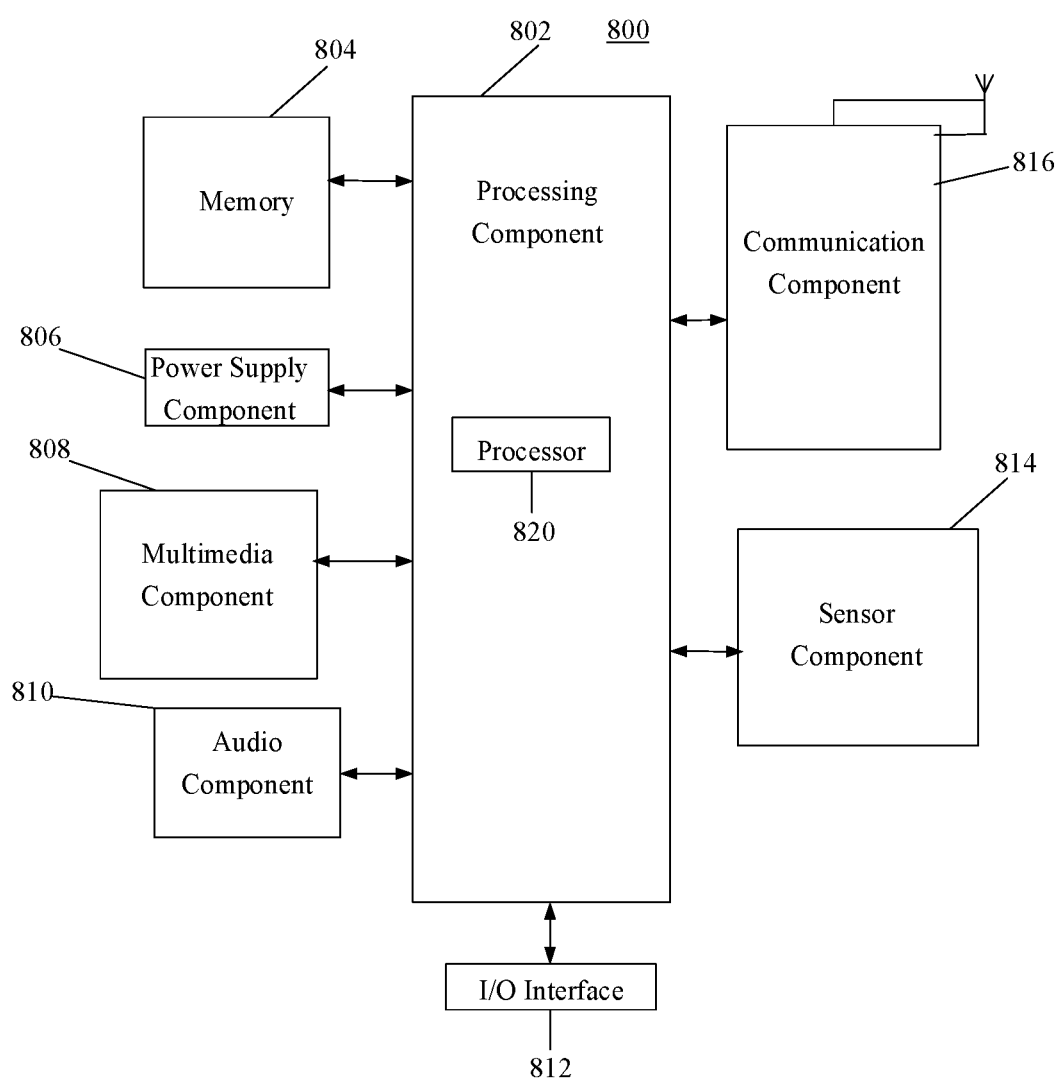 802
800
804
Memory
Processing
Component
816
Communication
Component
806
Power Supply
Component
808
Processor
820
814
Multimedia
Component
Sensor
Component
810
Audio
Component
I/O Interface
812